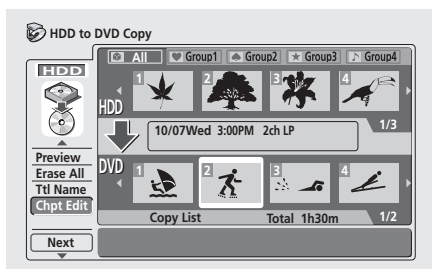 HDD to DVD Copy
All Group1 Group2 Group3 Group4
HDD
HDD
1 2 3 4
10/07Wed 3:00PM 2ch LP 1/3
Preview
Erase All
Ttl Name
Chpt Edit
DVD
1 2 3 4
Copy List Total 1h30m 1/2
Next